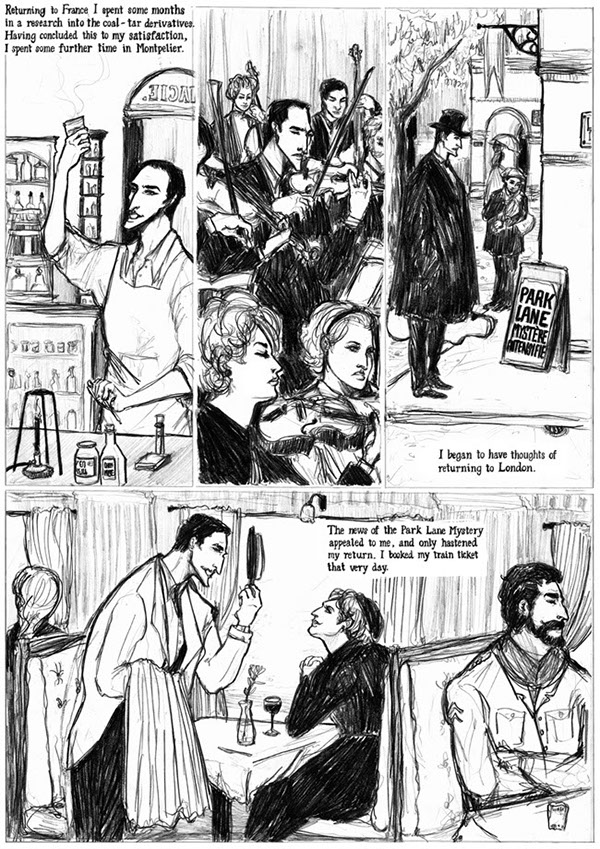 Returning to France I spent some months
in a research into the coal-tar derivatives.
Having concluded this to my satisfaction,
I spent some further time in Montpelier.
MACIE.
PARK
LANE
MYSTERE
I began to have thoughts of
returning to London.
The news of the Park Lane Mystery
appealed to me, and only hastened
my return. I booked my train ticket
that very day.